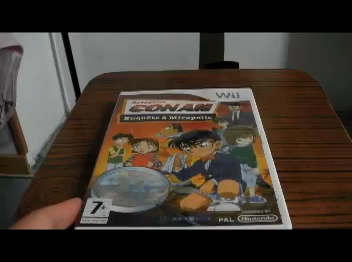 Wii
Detective
CONAN
Enquête à Mirapolis
7+
PAL
Nintendo